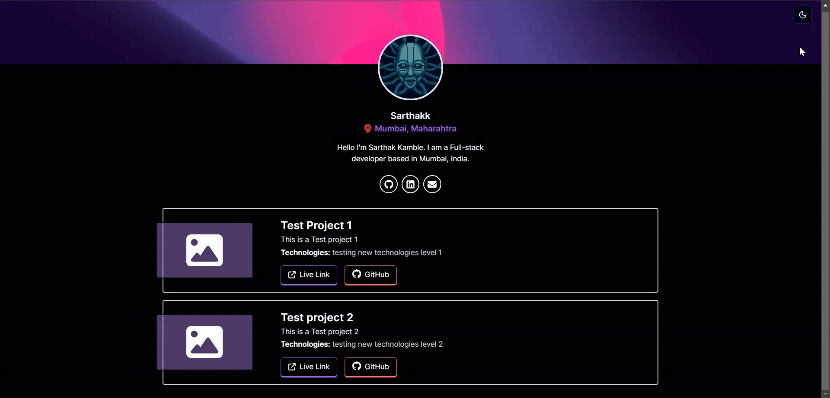 Sarthakk
Mumbai, Maharahtra
Hello I'm Sarthak Kamble. I am a Full-stack
developer based in Mumbai, India.
Test Project 1
This is a Test project 1
Technologies: testing new technologies level 1
Live Link
GitHub
Test project 2
This is a Test project 2
Technologies: testing new technologies level 2
Live Link
GitHub